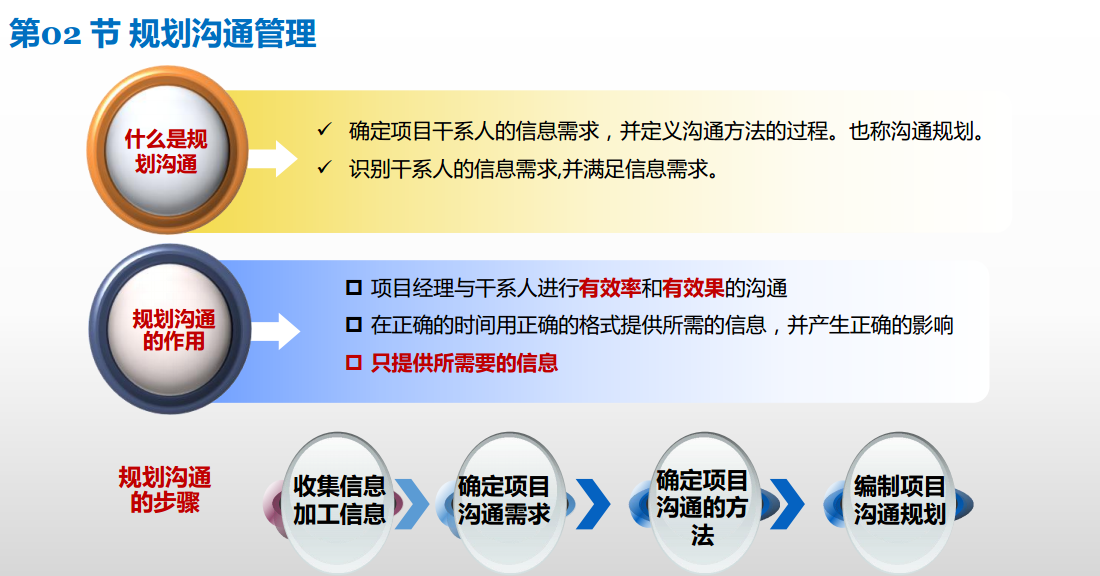 第02 节 规划沟通管理
什么是规
划沟通
✓ 确定项目干系人的信息需求，并定义沟通方法的过程。也称沟通规划。
✓ 识别干系人的信息需求,并满足信息需求。
规划沟通
的作用
项目经理与干系人进行有效率和有效果的沟通
在正确的时间用正确的格式提供所需的信息，并产生正确的影响
只提供所需要的信息
规划沟通
的步骤
收集信息
加工信息
确定项目
沟通需求
确定项目
沟通的方
法
编制项目
沟通规划